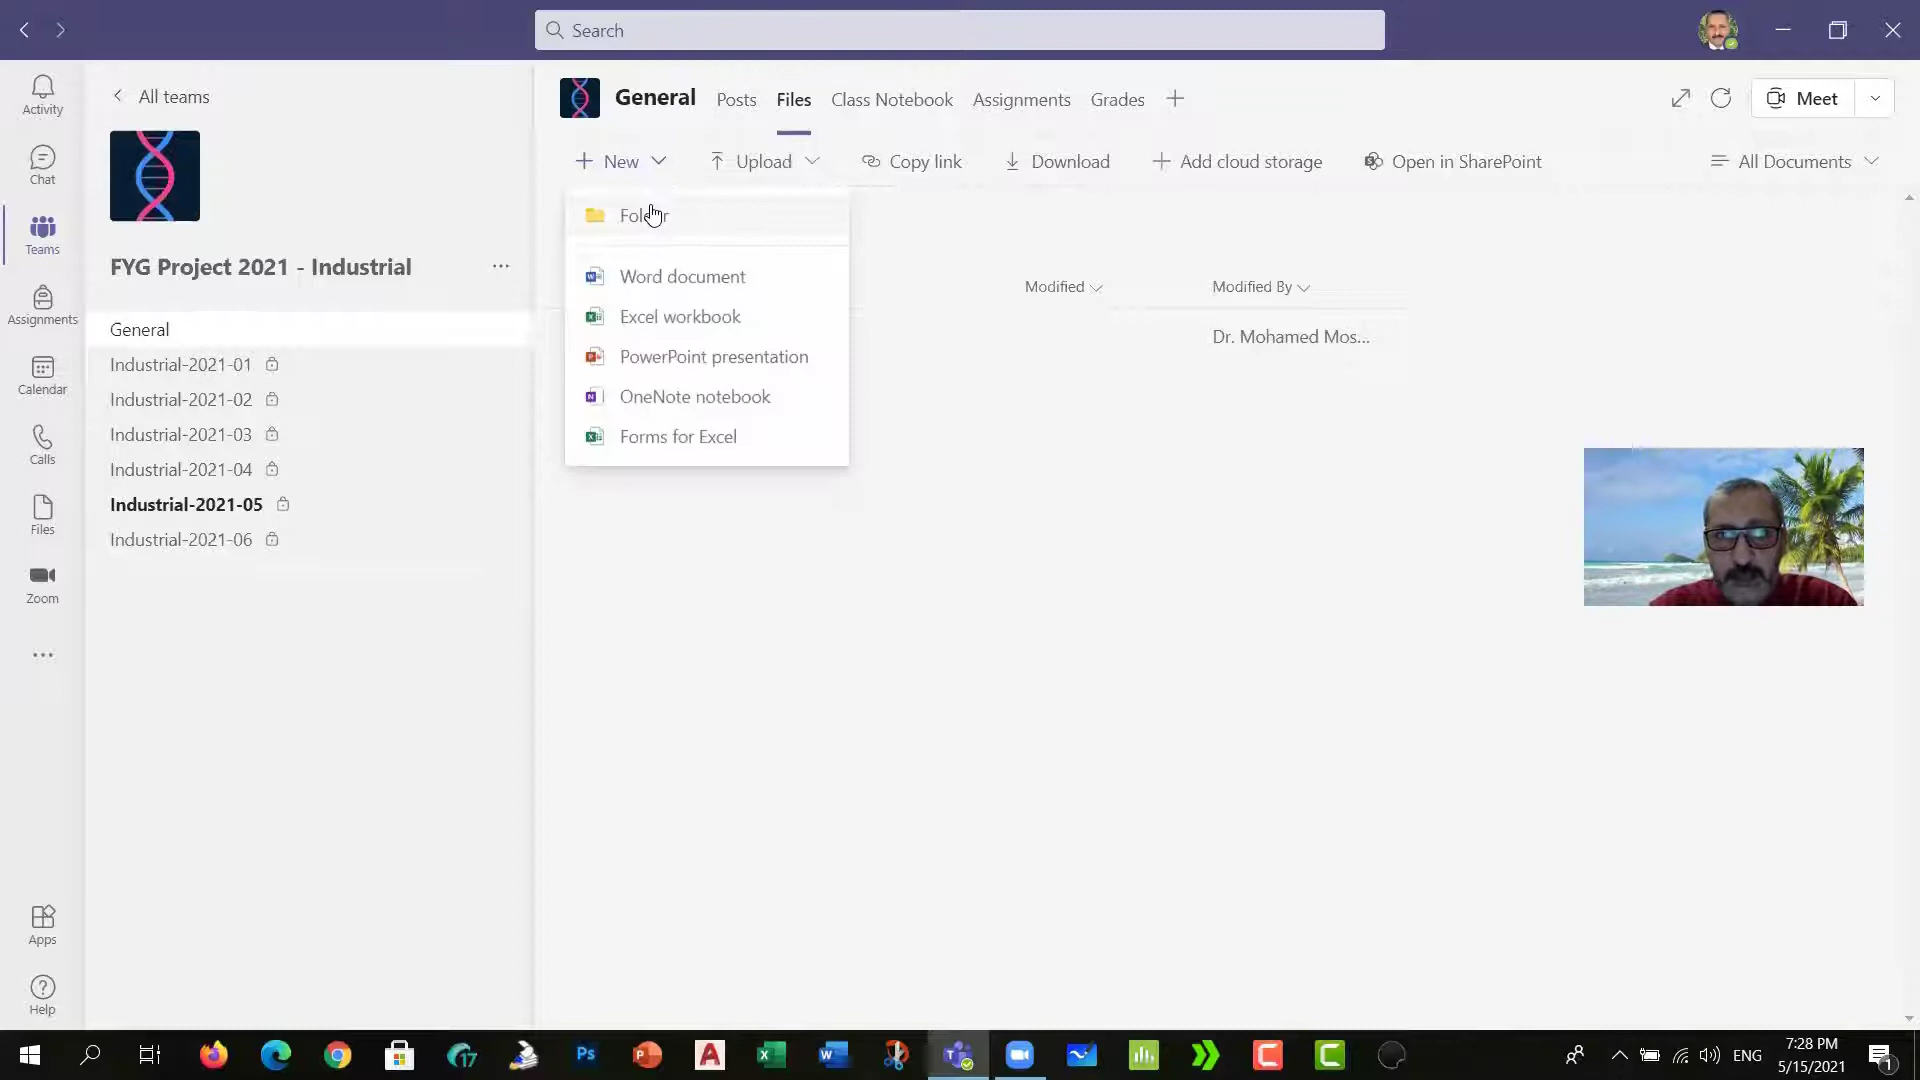 Search
Activity
Chat
Teams
Assignments
Calendar
Calls
Files
Zoom
Apps
Help
All teams
FYG Project 2021 - Industrial
General
Industrial-2021-01
Industrial-2021-02
Industrial-2021-03
Industrial-2021-04
Industrial-2021-05
Industrial-2021-06
General Posts Files Class Notebook Assignments Grades
Meet
New Upload Copy link Download Add cloud storage Open in SharePoint All Documents
Word document
Excel workbook
PowerPoint presentation
OneNote notebook
Forms for Excel
Modified Modified By
Dr. Mohamed Mos...
ENG
7:28 PM
5/15/2021
1
17
Ps